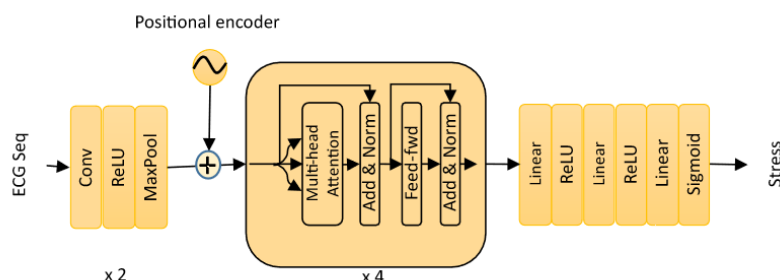 Positional encoder
ECG Seq
Conv
ReLU
MaxPool
+
Multi-head
Attention
Add & Norm
Feed-fwd
Add & Norm
Linear
ReLU
Linear
ReLU
Linear
Sigmoid
Stress
x 2
x 4